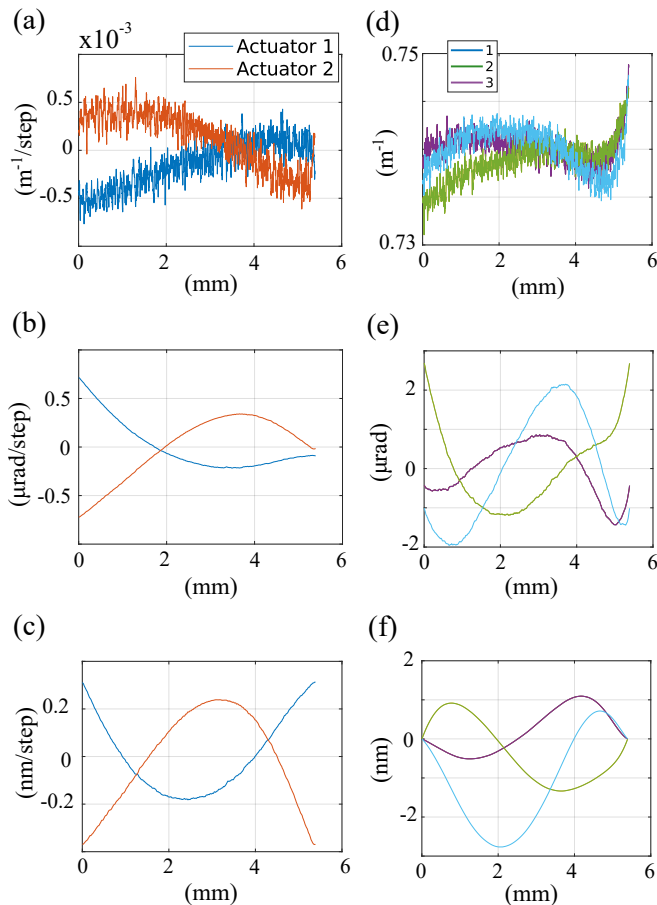 (a)
x10⁻³
Actuator 1
Actuator 2
0.5
0
-0.5
(m⁻¹/step)
0 2 4 6
(mm)
(d)
0.75
1
2
3
(m⁻¹)
0.73
0 2 4 6
(mm)
(b)
0.5
0
-0.5
(µrad/step)
0 2 4 6
(mm)
(e)
2
0
-2
(µrad)
0 2 4 6
(mm)
(c)
0.2
0
-0.2
(nm/step)
0 2 4 6
(mm)
(f)
2
0
-2
(nm)
0 2 4 6
(mm)